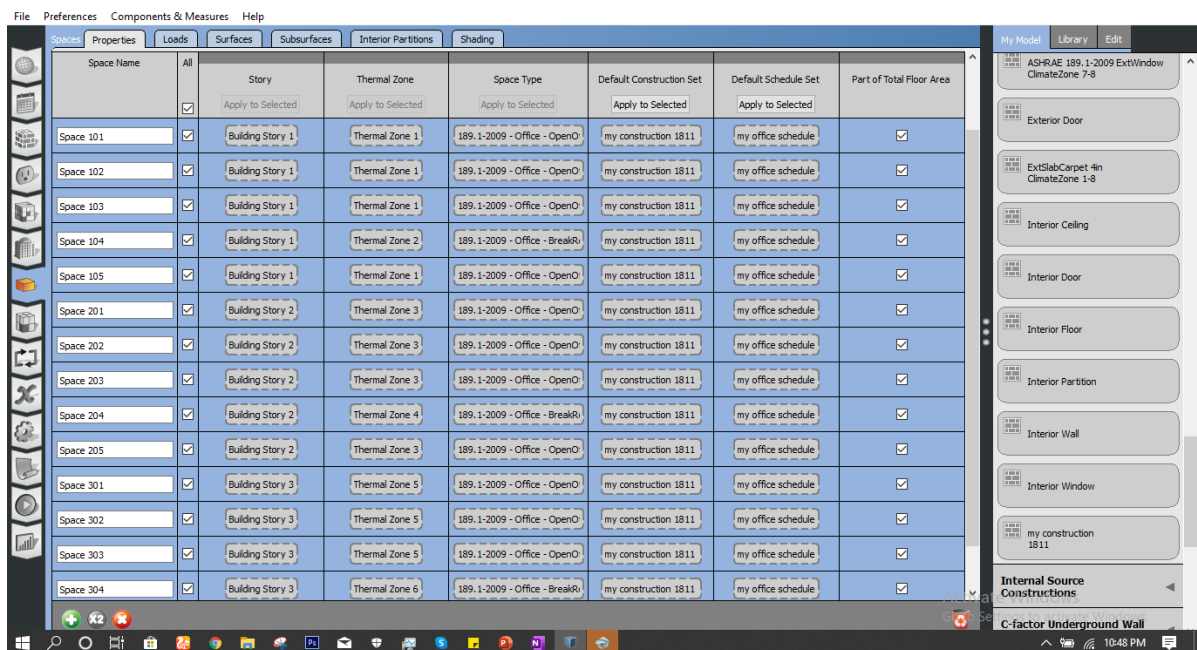 File Preferences Components & Measures Help
Spaces Properties Loads Surfaces Subsurfaces Interior Partitions Shading
My Model Library Edit
Space Name All Story Thermal Zone Space Type Default Construction Set Default Schedule Set Part of Total Floor Area
Apply to Selected Apply to Selected Apply to Selected Apply to Selected Apply to Selected
Space 101 Building Story 1 Thermal Zone 1 189.1-2009 - Office - OpenO my construction 1811 my office schedule
Space 102 Building Story 1 Thermal Zone 1 189.1-2009 - Office - OpenO my construction 1811 my office schedule
Space 103 Building Story 1 Thermal Zone 1 189.1-2009 - Office - OpenO my construction 1811 my office schedule
Space 104 Building Story 1 Thermal Zone 2 189.1-2009 - Office - BreakR my construction 1811 my office schedule
Space 105 Building Story 1 Thermal Zone 1 189.1-2009 - Office - OpenO my construction 1811 my office schedule
Space 201 Building Story 2 Thermal Zone 3 189.1-2009 - Office - OpenO my construction 1811 my office schedule
Space 202 Building Story 2 Thermal Zone 3 189.1-2009 - Office - OpenO my construction 1811 my office schedule
Space 203 Building Story 2 Thermal Zone 3 189.1-2009 - Office - OpenO my construction 1811 my office schedule
Space 204 Building Story 2 Thermal Zone 4 189.1-2009 - Office - BreakR my construction 1811 my office schedule
Space 205 Building Story 2 Thermal Zone 3 189.1-2009 - Office - OpenO my construction 1811 my office schedule
Space 301 Building Story 3 Thermal Zone 5 189.1-2009 - Office - OpenO my construction 1811 my office schedule
Space 302 Building Story 3 Thermal Zone 5 189.1-2009 - Office - OpenO my construction 1811 my office schedule
Space 303 Building Story 3 Thermal Zone 5 189.1-2009 - Office - OpenO my construction 1811 my office schedule
Space 304 Building Story 3 Thermal Zone 6 189.1-2009 - Office - BreakR my construction 1811 my office schedule
ASHRAE 189.1-2009 ExtWindow
ClimateZone 7-8
Exterior Door
ExtSlabCarpet 4in
ClimateZone 1-8
Interior Ceiling
Interior Door
Interior Floor
Interior Partition
Interior Wall
Interior Window
my construction
1811
Internal Source
Constructions
C-factor Underground Wall
x2
Ps S P N
10:48 PM